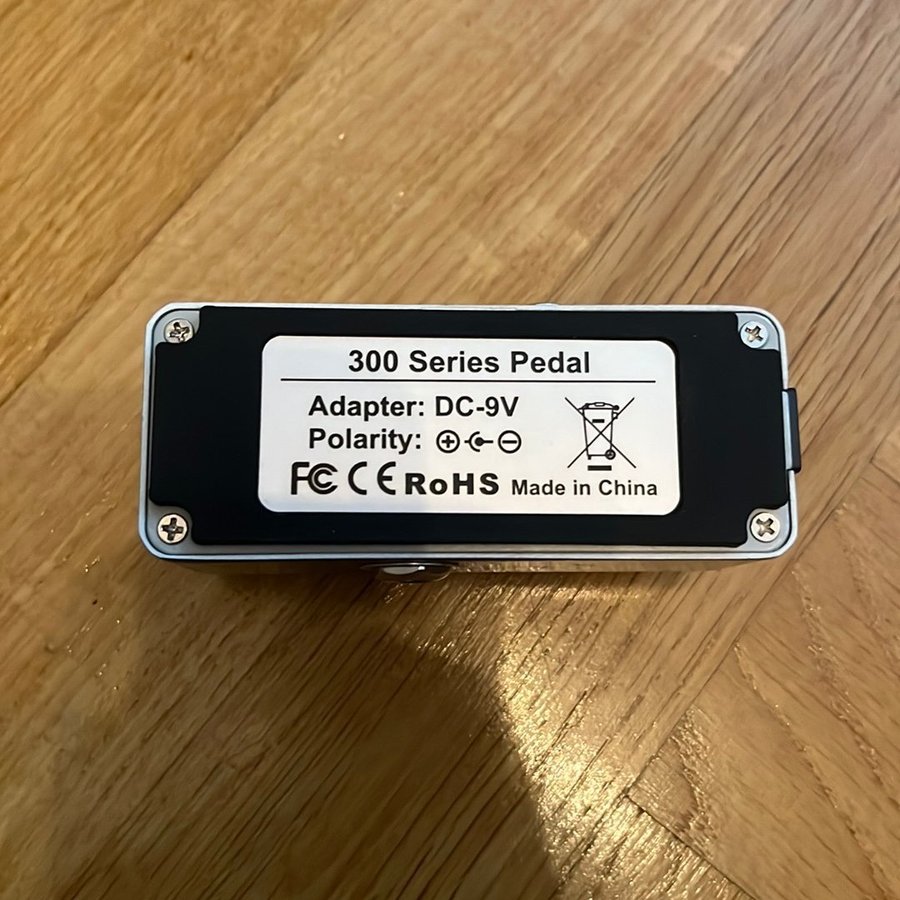 300 Series Pedal
Adapter: DC-9V
Polarity: ⊕-C-⊖
FC CE RoHS Made in China